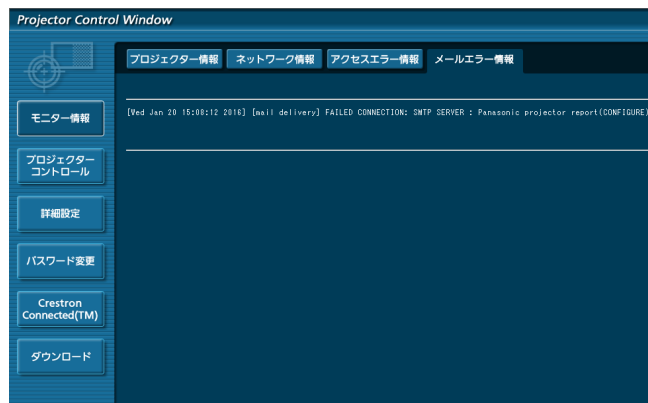 Projector Control Window
プロジェクター情報 ネットワーク情報 アクセスエラー情報 メールエラー情報
[Wed Jan 20 15:08:12 2016] [mail delivery] FAILED CONNECTION: SMTP SERVER : Panasonic projector report(CONFIGURE)
モニター情報
プロジェクター
コントロール
詳細設定
パスワード変更
Crestron
Connected(TM)
ダウンロード